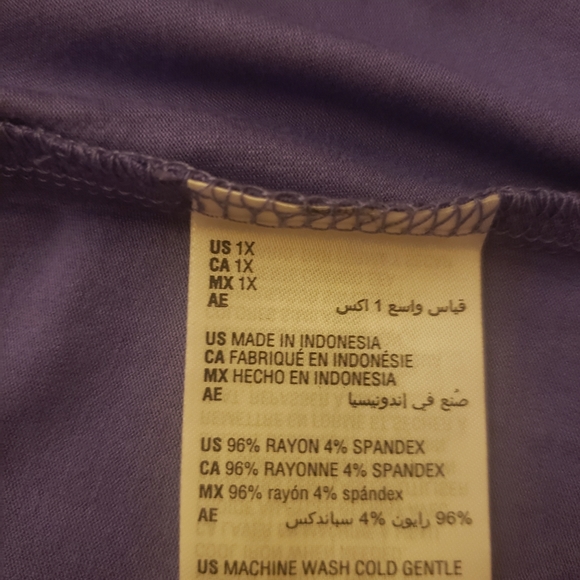 US 1X
CA 1X
MX 1X
AE قياس واسع 1 اكس
US MADE IN INDONESIA
CA FABRIQUÉ EN INDONÉSIE
MX HECHO EN INDONESIA
AE صُنع في إندونيسيا
US 96% RAYON 4% SPANDEX
CA 96% RAYONNE 4% SPANDEX
MX 96% rayón 4% spándex
AE 96% رايون 4% سباندكس
US MACHINE WASH COLD GENTLE